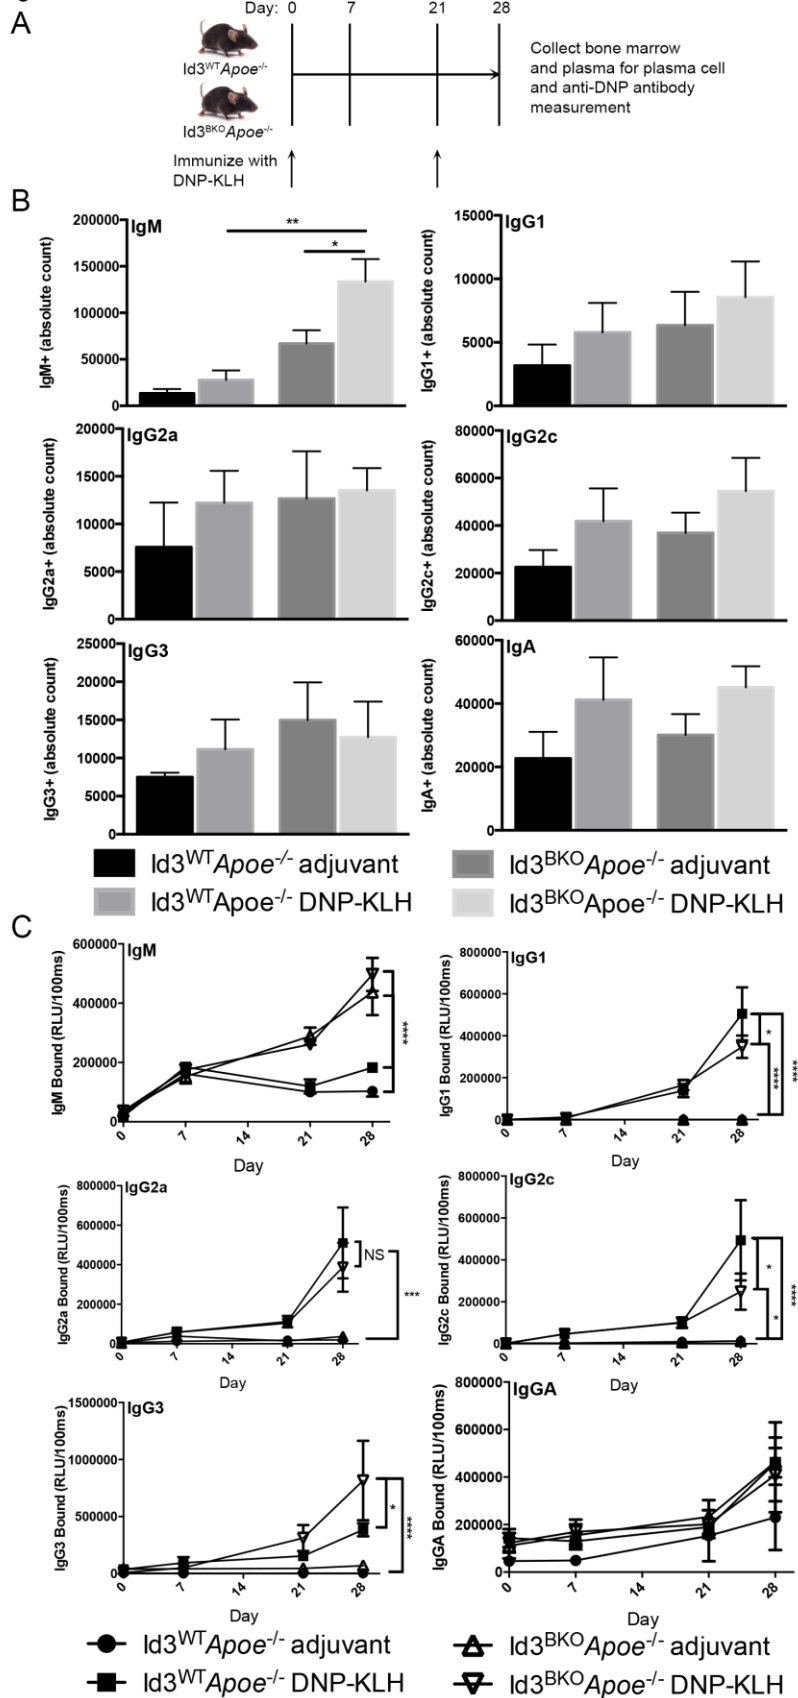 Day: 0 7 21 28
A
Id3WTApoe-/-
Id3BKOApoe-/-
Collect bone marrow
and plasma for plasma cell
and anti-DNP antibody
measurement
Immunize with
DNP-KLH
B
IgM
IgM+ (absolute count)
200000
150000
100000
50000
0
**
*
IgG1
IgG1+ (absolute count)
15000
10000
5000
0
IgG2a
IgG2a+ (absolute count)
20000
15000
10000
5000
0
IgG2c
IgG2c+ (absolute count)
80000
60000
40000
20000
0
IgG3
IgG3+ (absolute count)
25000
20000
15000
10000
5000
0
IgA
IgA+ (absolute count)
60000
40000
20000
0
Id3WTApoe-/- adjuvant
Id3WTApoe-/- DNP-KLH
Id3BKOApoe-/- adjuvant
Id3BKOApoe-/- DNP-KLH
C
IgM
IgM Bound (RLU/100ms)
600000
400000
200000
0
0 7 14 21 28
Day
****
IgG1
IgG1 Bound (RLU/100ms)
800000
600000
400000
200000
0
0 7 14 21 28
Day
*
****
****
IgG2a
IgG2a Bound (RLU/100ms)
800000
600000
400000
200000
0
0 7 14 21 28
Day
NS
***
IgG2c
IgG2c Bound (RLU/100ms)
800000
600000
400000
200000
0
0 7 14 21 28
Day
*
*
****
IgG3
IgG3 Bound (RLU/100ms)
1500000
1000000
500000
0
0 7 14 21 28
Day
*
****
IgGA
IgGA Bound (RLU/100ms)
800000
600000
400000
200000
0
0 7 14 21 28
Day
Id3WTApoe-/- adjuvant
Id3WTApoe-/- DNP-KLH
Id3BKOApoe-/- adjuvant
Id3BKOApoe-/- DNP-KLH